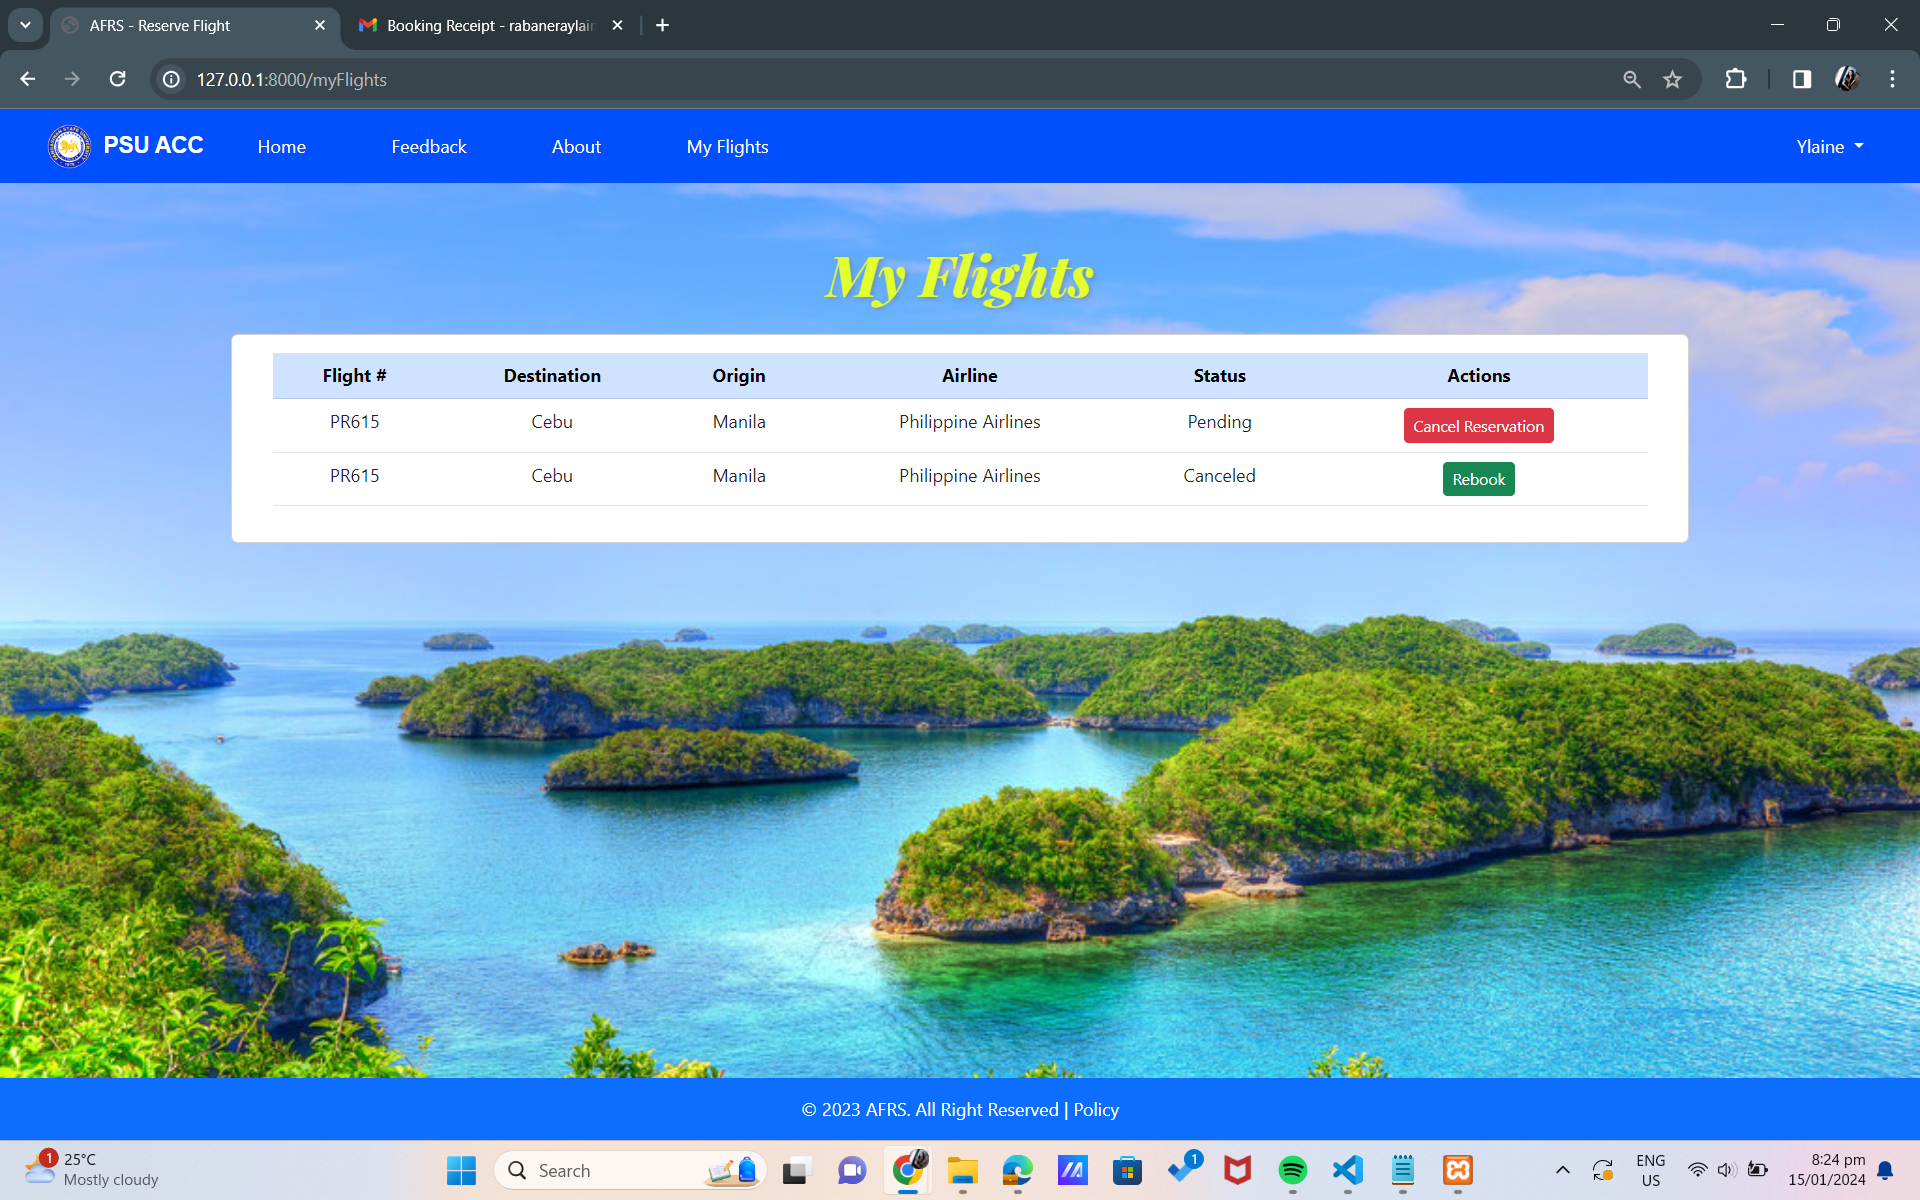 AFRS - Reserve Flight
Booking Receipt - rabaneraylain
127.0.0.1:8000/myFlights
PSU ACC
Home
Feedback
About
My Flights
Ylaine
My Flights
Flight # Destination Origin Airline Status Actions
PR615 Cebu Manila Philippine Airlines Pending Cancel Reservation
PR615 Cebu Manila Philippine Airlines Canceled Rebook
© 2023 AFRS. All Right Reserved | Policy
1
25°C
Mostly cloudy
Search
1
ENG
US
8:24 pm
15/01/2024